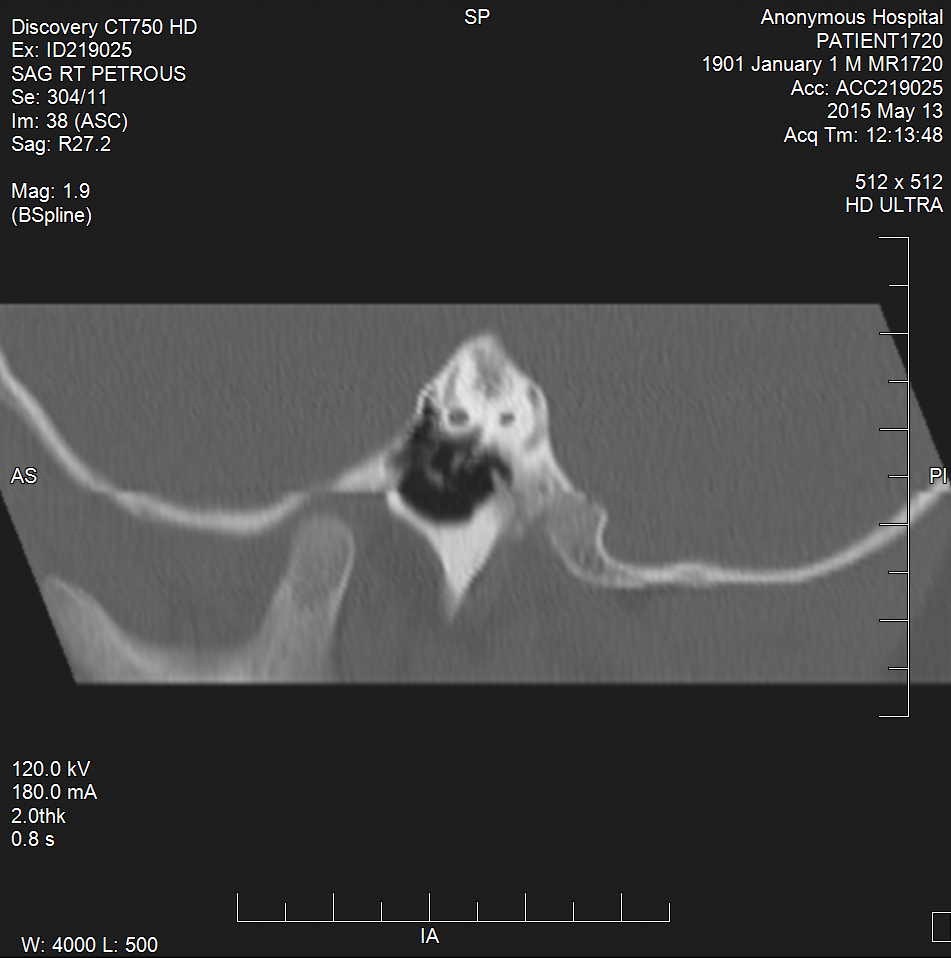 Discovery CT750 HD
Ex: ID219025
SAG RT PETROUS
Se: 304/11
Im: 38 (ASC)
Sag: R27.2
Mag: 1.9
(BSpline)
SP
Anonymous Hospital
PATIENT1720
1901 January 1 M MR1720
Acc: ACC219025
2015 May 13
Acq Tm: 12:13:48
512 x 512
HD ULTRA
AS
PI
120.0 kV
180.0 mA
2.0thk
0.8 s
IA
W: 4000 L: 500